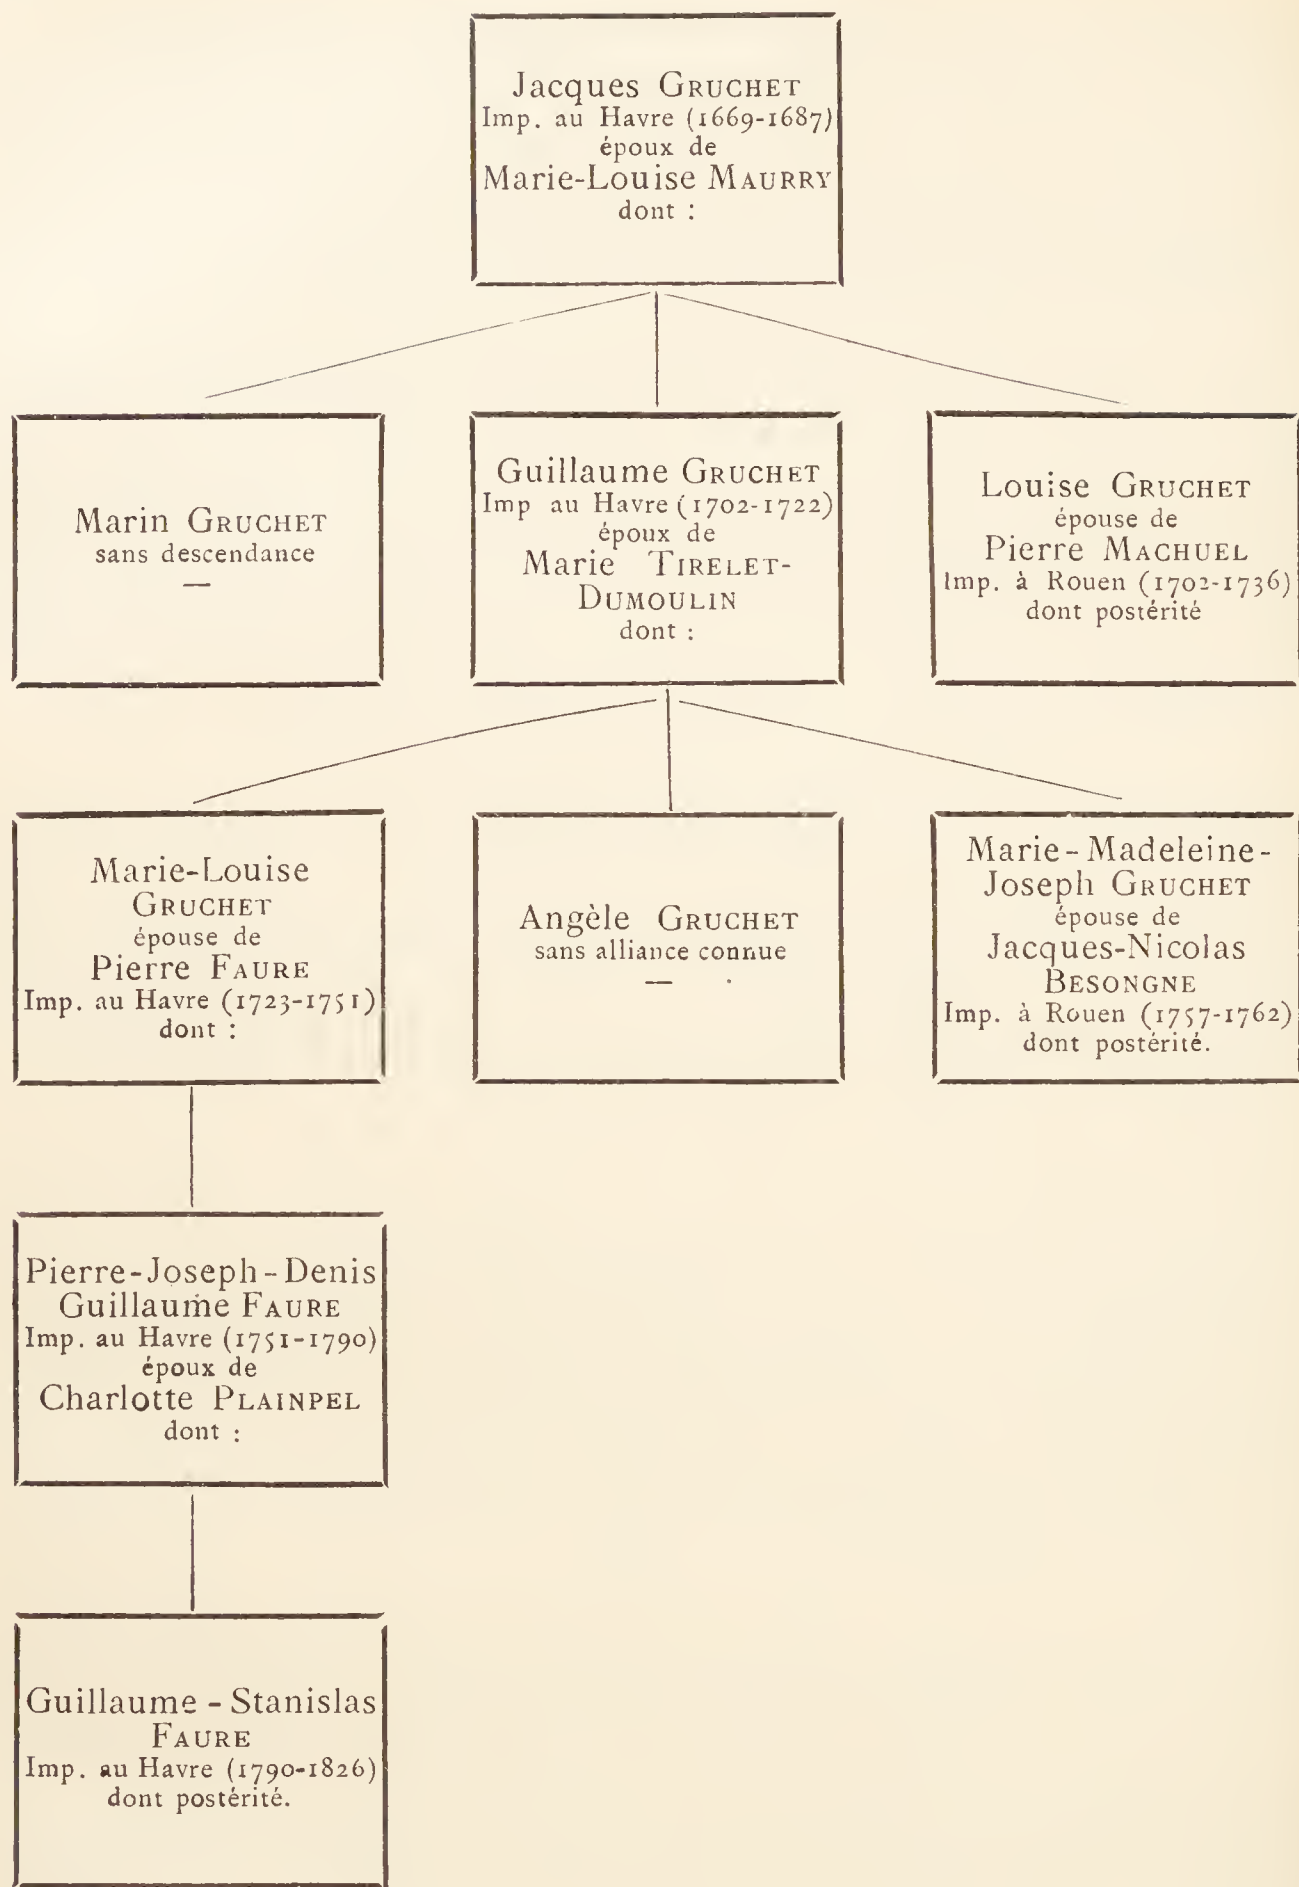 Jacques GRUCHET
Imp. au Havre (1669-1687)
époux de
Marie-Louise MAURRY
dont :
Marin GRUCHET
sans descendance
—
Guillaume GRUCHET
Imp au Havre (1702-1722)
époux de
Marie TIRELET-
DUMOULIN
dont :
Louise GRUCHET
épouse de
Pierre MACHUEL
Imp. à Rouen (1702-1736)
dont postérité
Marie-Louise
GRUCHET
épouse de
Pierre FAURE
Imp. au Havre (1723-1751)
dont :
Angèle GRUCHET
sans alliance connue
—
Marie-Madeleine-
Joseph GRUCHET
épouse de
Jacques-Nicolas
BESONGNE
Imp. à Rouen (1757-1762)
dont postérité.
Pierre-Joseph-Denis
Guillaume FAURE
Imp. au Havre (1751-1790)
époux de
Charlotte PLAINPEL
dont :
Guillaume-Stanislas
FAURE
Imp. au Havre (1790-1826)
dont postérité.